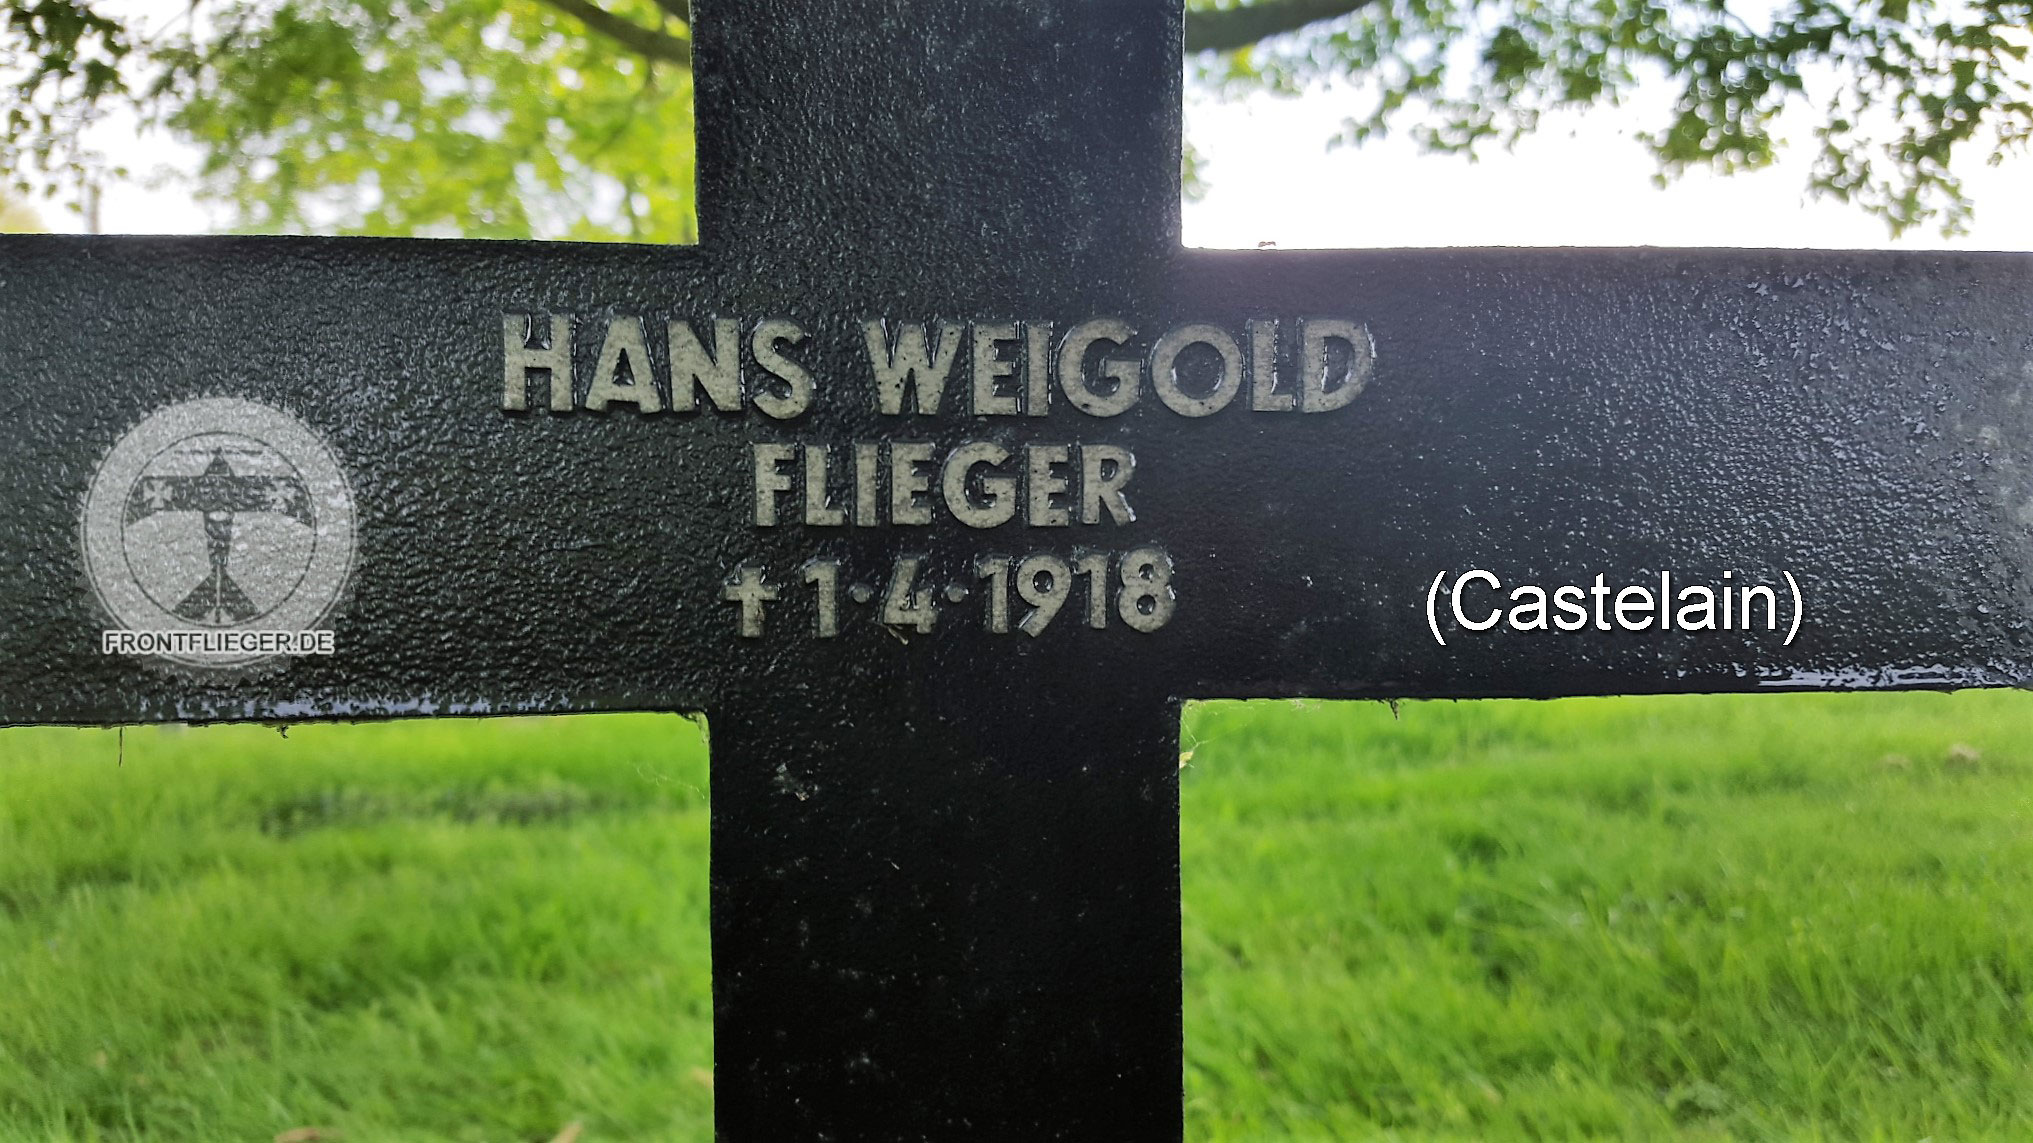 HANS WEIGOLD
FLIEGER
✝ 1·4·1918
(Castelain)
FRONTFLIEGER.DE